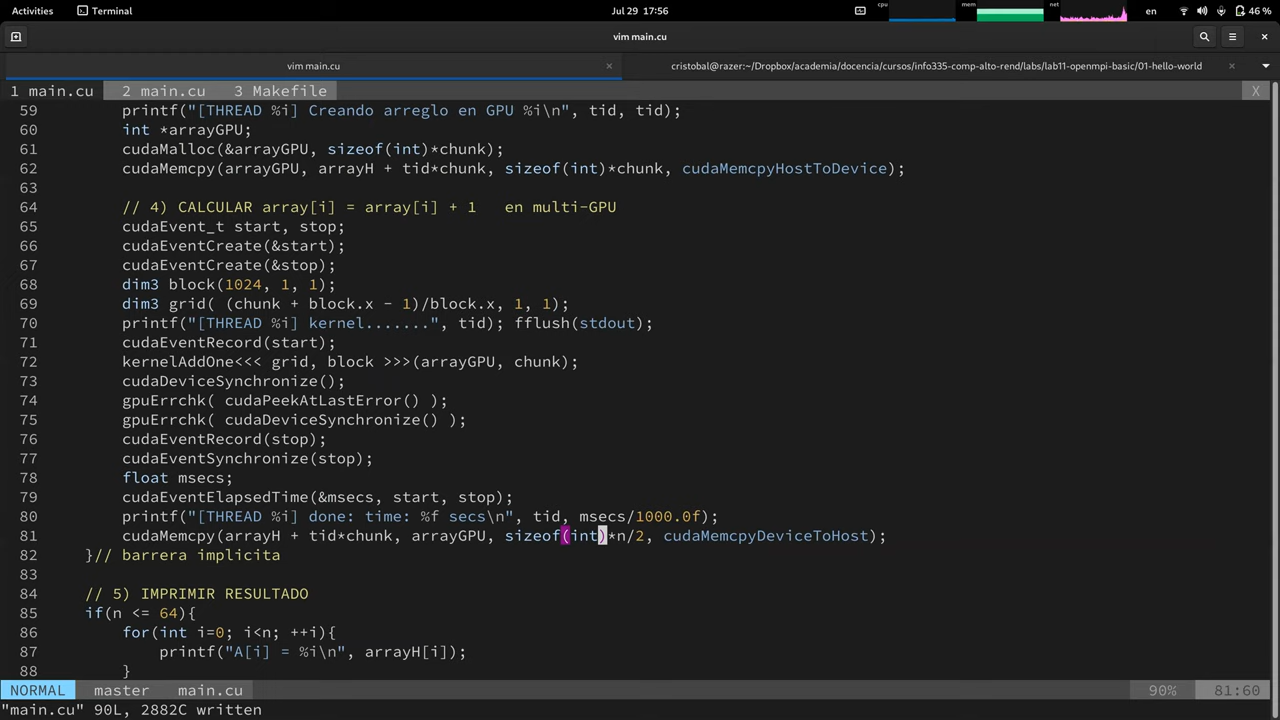 Activities Terminal Jul 29 17:56 cpu mem net en 46 %
vim main.cu
vim main.cu × cristobal@razer:~/Dropbox/academia/docencia/cursos/info335-comp-alto-rend/labs/lab11-openmpi-basic/01-hello-world ×
1 main.cu 2 main.cu 3 Makefile X
59 printf("[THREAD %i] Creando arreglo en GPU %i\n", tid, tid);
60 int *arrayGPU;
61 cudaMalloc(&arrayGPU, sizeof(int)*chunk);
62 cudaMemcpy(arrayGPU, arrayH + tid*chunk, sizeof(int)*chunk, cudaMemcpyHostToDevice);
63
64 // 4) CALCULAR array[i] = array[i] + 1   en multi-GPU
65 cudaEvent_t start, stop;
66 cudaEventCreate(&start);
67 cudaEventCreate(&stop);
68 dim3 block(1024, 1, 1);
69 dim3 grid( (chunk + block.x - 1)/block.x, 1, 1);
70 printf("[THREAD %i] kernel.......", tid); fflush(stdout);
71 cudaEventRecord(start);
72 kernelAddOne<<< grid, block >>>(arrayGPU, chunk);
73 cudaDeviceSynchronize();
74 gpuErrchk( cudaPeekAtLastError() );
75 gpuErrchk( cudaDeviceSynchronize() );
76 cudaEventRecord(stop);
77 cudaEventSynchronize(stop);
78 float msecs;
79 cudaEventElapsedTime(&msecs, start, stop);
80 printf("[THREAD %i] done: time: %f secs\n", tid, msecs/1000.0f);
81 cudaMemcpy(arrayH + tid*chunk, arrayGPU, sizeof(int)*n/2, cudaMemcpyDeviceToHost);
82 }// barrera implicita
83
84 // 5) IMPRIMIR RESULTADO
85 if(n <= 64){
86 for(int i=0; i<n; ++i){
87 printf("A[i] = %i\n", arrayH[i]);
88 }
NORMAL master main.cu 90% 81:60
"main.cu" 90L, 2882C written